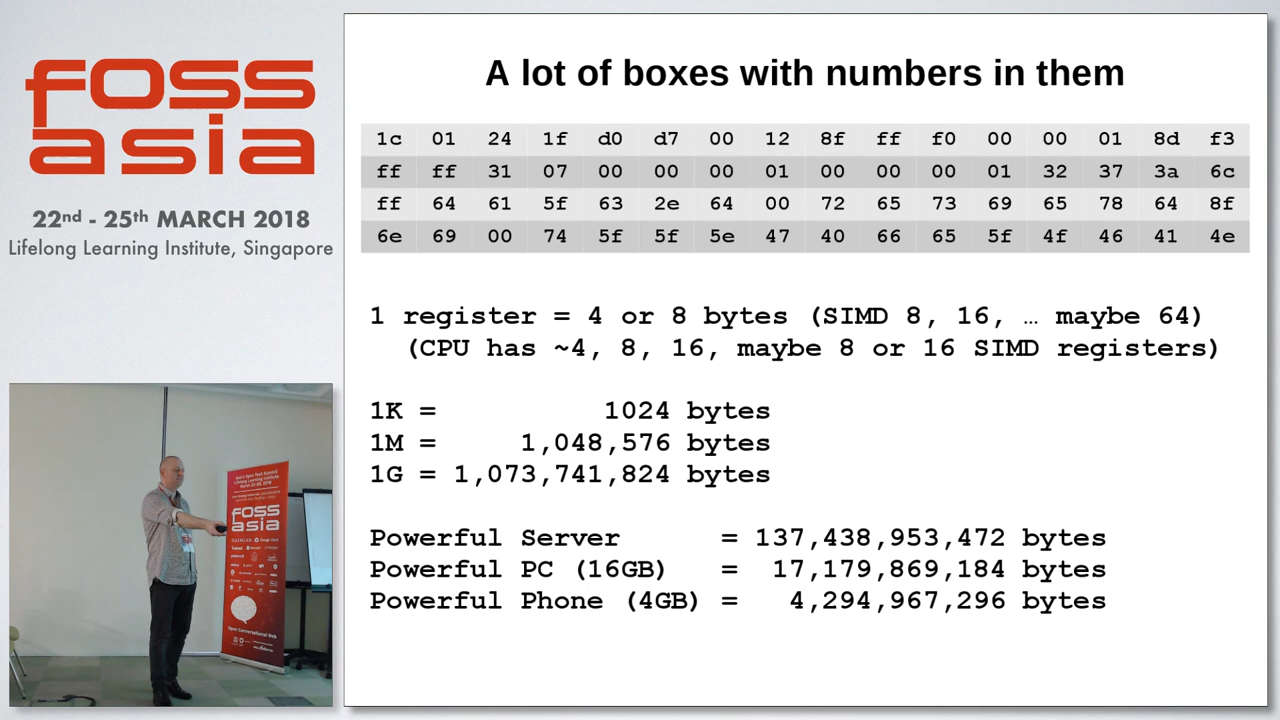 foss
asia
22nd - 25th MARCH 2018
Lifelong Learning Institute, Singapore
A lot of boxes with numbers in them
1c 01 24 1f d0 d7 00 12 8f ff f0 00 00 01 8d f3
ff ff 31 07 00 00 00 01 00 00 00 01 32 37 3a 6c
ff 64 61 5f 63 2e 64 00 72 65 73 69 65 78 64 8f
6e 69 00 74 5f 5f 5e 47 40 66 65 5f 4f 46 41 4e
1 register = 4 or 8 bytes (SIMD 8, 16, … maybe 64)
(CPU has ~4, 8, 16, maybe 8 or 16 SIMD registers)
1K = 1024 bytes
1M = 1,048,576 bytes
1G = 1,073,741,824 bytes
Powerful Server = 137,438,953,472 bytes
Powerful PC (16GB) = 17,179,869,184 bytes
Powerful Phone (4GB) = 4,294,967,296 bytes
foss
asia
Open Conversational Web